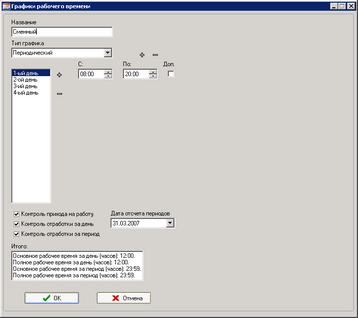 Графики рабочего времени
Название
Сменный
Тип графика
Периодический
С: По: Доп.
1-ый день 08:00 20:00
2-ой день
3-ий день
4-ый день
Контроль прихода на работу Дата отсчета периодов
Контроль отработки за день 31.03.2007
Контроль отработки за период
Итого:
Основное рабочее время за день (часов): 12:00.
Полное рабочее время за день (часов): 12:00.
Основное рабочее время за период (часов): 23:59.
Полное рабочее время за период (часов): 23:59.
OK Отмена